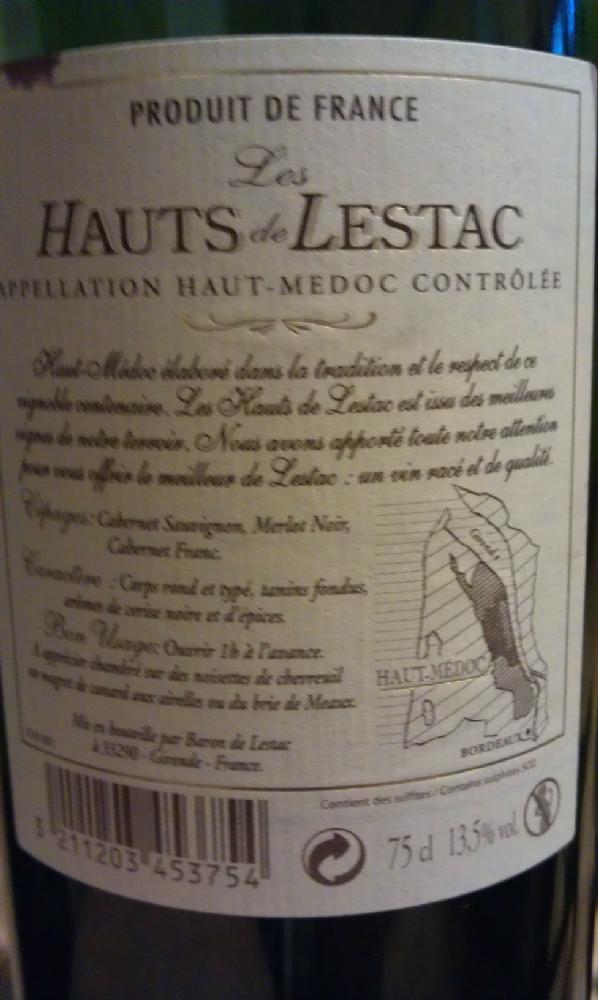 PRODUIT DE FRANCE
Les
HAUTS de LESTAC
APPELLATION HAUT-MEDOC CONTRÔLÉE
Haut-Médoc élaboré dans la tradition et le respect de ce
vignoble centenaire. Les Hauts de Lestac est issu des meilleures
vignes de notre terroir. Nous avons apporté toute notre attention
pour vous offrir le meilleur de Lestac : un vin racé et de qualité.
Cépages: Cabernet Sauvignon, Merlot Noir,
Cabernet Franc.
Caractère : Corps rond et typé, tanins fondus,
arômes de cerise noire et d'épices.
Bon Usage: Ouvrir 1h à l'avance.
A apprécier chambré sur des noisettes de chevreuil
un magret de canard aux airelles ou du brie de Meaux.
Mis en bouteille par Baron de Lestac
à 33290 - Gironde - France.
Gironde
HAUT-MÉDOC
BORDEAUX
Contient des sulfites / Contains sulphites SO2
3 211203 453754
75 cl 13,5% vol.